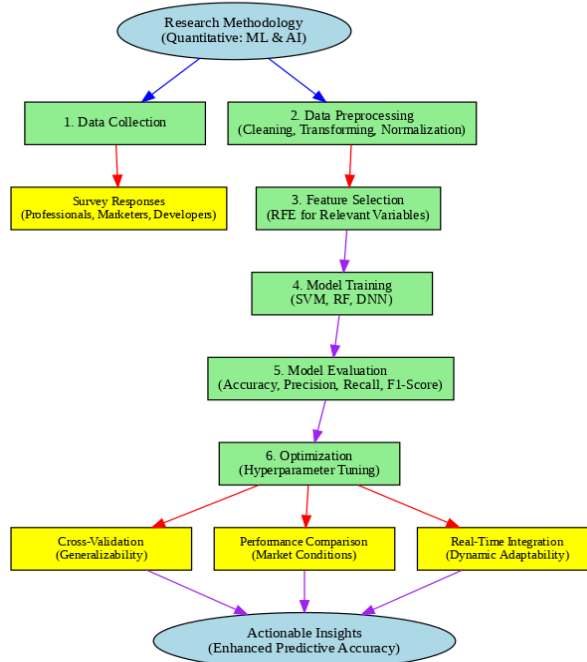 Research Methodology
(Quantitative: ML & AI)
1. Data Collection
2. Data Preprocessing
(Cleaning, Transforming, Normalization)
Survey Responses
(Professionals, Marketers, Developers)
3. Feature Selection
(RFE for Relevant Variables)
4. Model Training
(SVM, RF, DNN)
5. Model Evaluation
(Accuracy, Precision, Recall, F1-Score)
6. Optimization
(Hyperparameter Tuning)
Cross-Validation
(Generalizability)
Performance Comparison
(Market Conditions)
Real-Time Integration
(Dynamic Adaptability)
Actionable Insights
(Enhanced Predictive Accuracy)